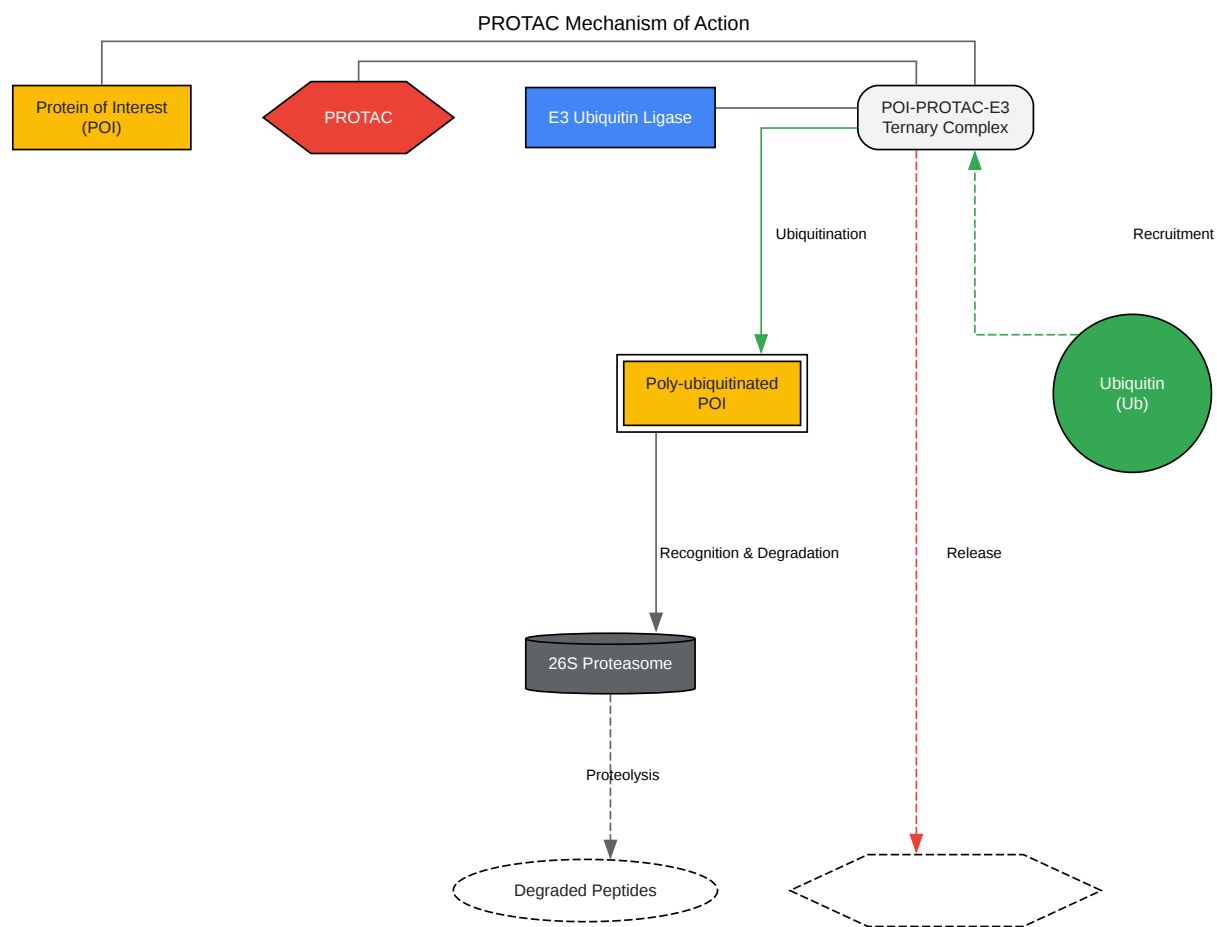 PROTAC Mechanism of Action
Protein of Interest
(POI)
PROTAC
E3 Ubiquitin Ligase
POI-PROTAC-E3
Ternary Complex
Ubiquitination
Recruitment
Poly-ubiquitinated
POI
Ubiquitin
(Ub)
Recognition & Degradation
Release
26S Proteasome
Proteolysis
Degraded Peptides